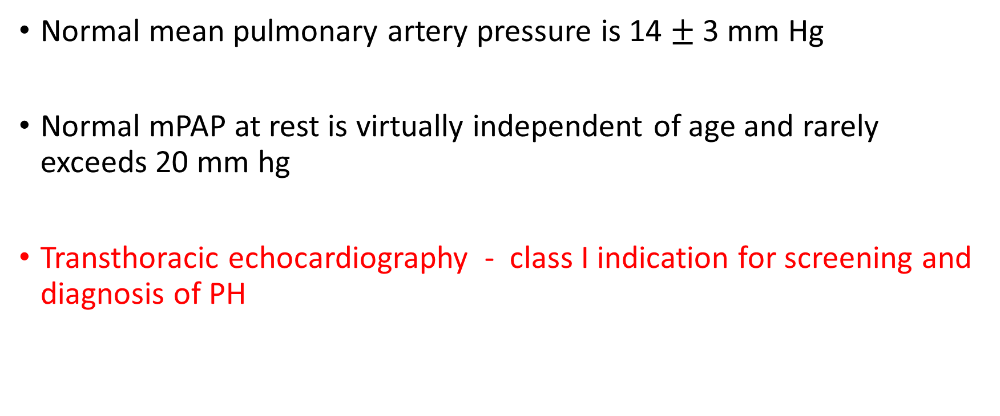 • Normal mean pulmonary artery pressure is 14 ± 3 mm Hg
• Normal mPAP at rest is virtually independent of age and rarely
exceeds 20 mm hg
• Transthoracic echocardiography - class I indication for screening and
diagnosis of PH